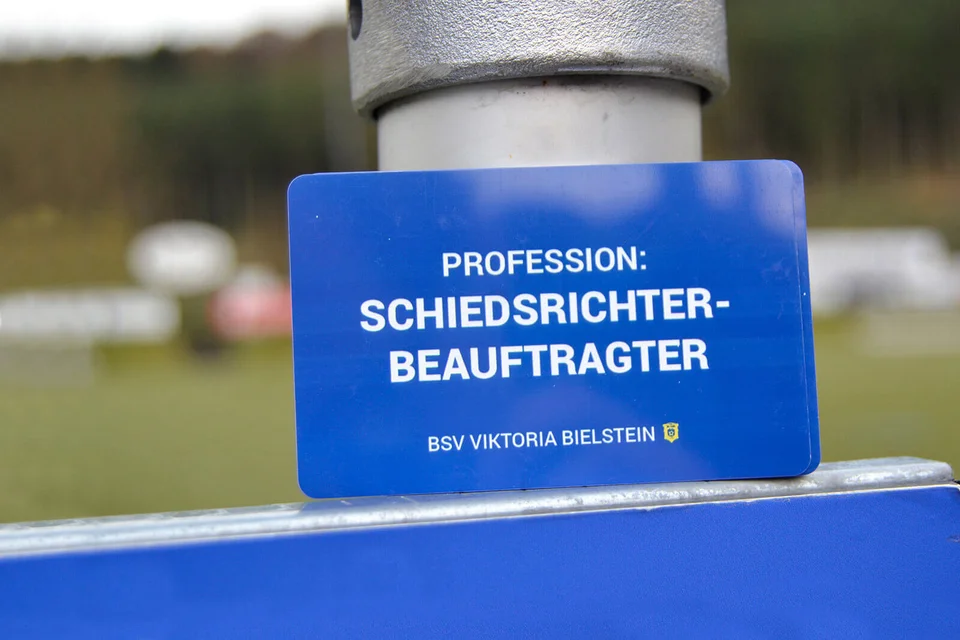 PROFESSION:
SCHIEDSRICHTER-
BEAUFTRAGTER
BSV VIKTORIA BIELSTEIN